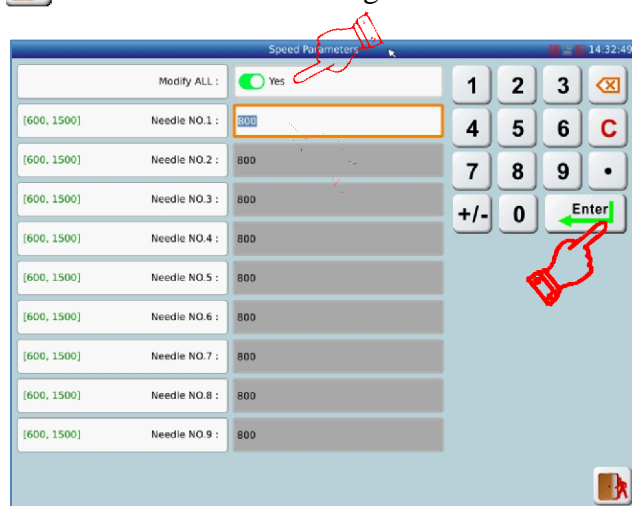 Speed Parameters 14:32:49
Modify ALL : Yes
[600, 1500] Needle NO.1 : 800
[600, 1500] Needle NO.2 : 800
[600, 1500] Needle NO.3 : 800
[600, 1500] Needle NO.4 : 800
[600, 1500] Needle NO.5 : 800
[600, 1500] Needle NO.6 : 800
[600, 1500] Needle NO.7 : 800
[600, 1500] Needle NO.8 : 800
[600, 1500] Needle NO.9 : 800
1 2 3
4 5 6 C
7 8 9 •
+/- 0 Enter